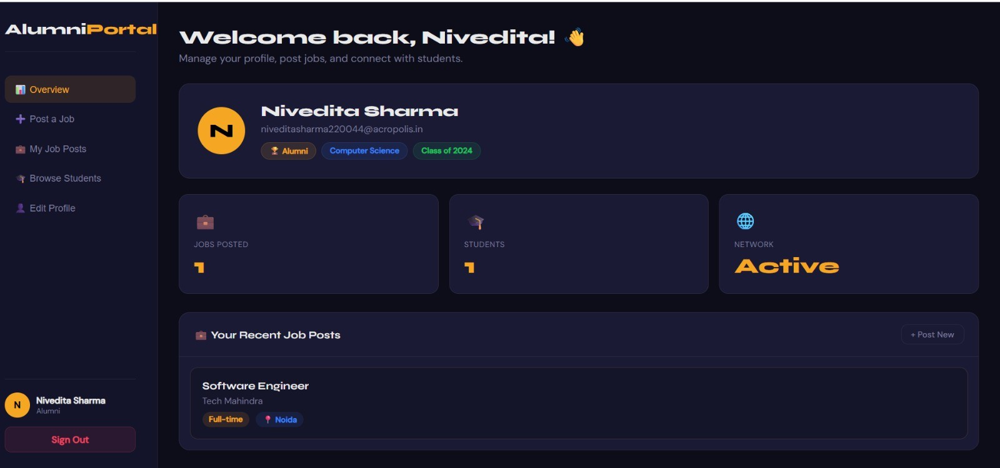 AlumniPortal
Overview
Post a Job
My Job Posts
Browse Students
Edit Profile
N
Nivedita Sharma
Alumni
Sign Out
Welcome back, Nivedita! 👋
Manage your profile, post jobs, and connect with students.
N
Nivedita Sharma
niveditasharma220044@acropolis.in
Alumni
Computer Science
Class of 2024
JOBS POSTED
1
STUDENTS
1
NETWORK
Active
Your Recent Job Posts
+ Post New
Software Engineer
Tech Mahindra
Full-time
Noida